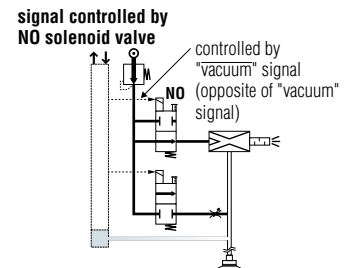 signal controlled by
NO solenoid valve
controlled by
"vacuum" signal
(opposite of "vacuum"
signal)
NO